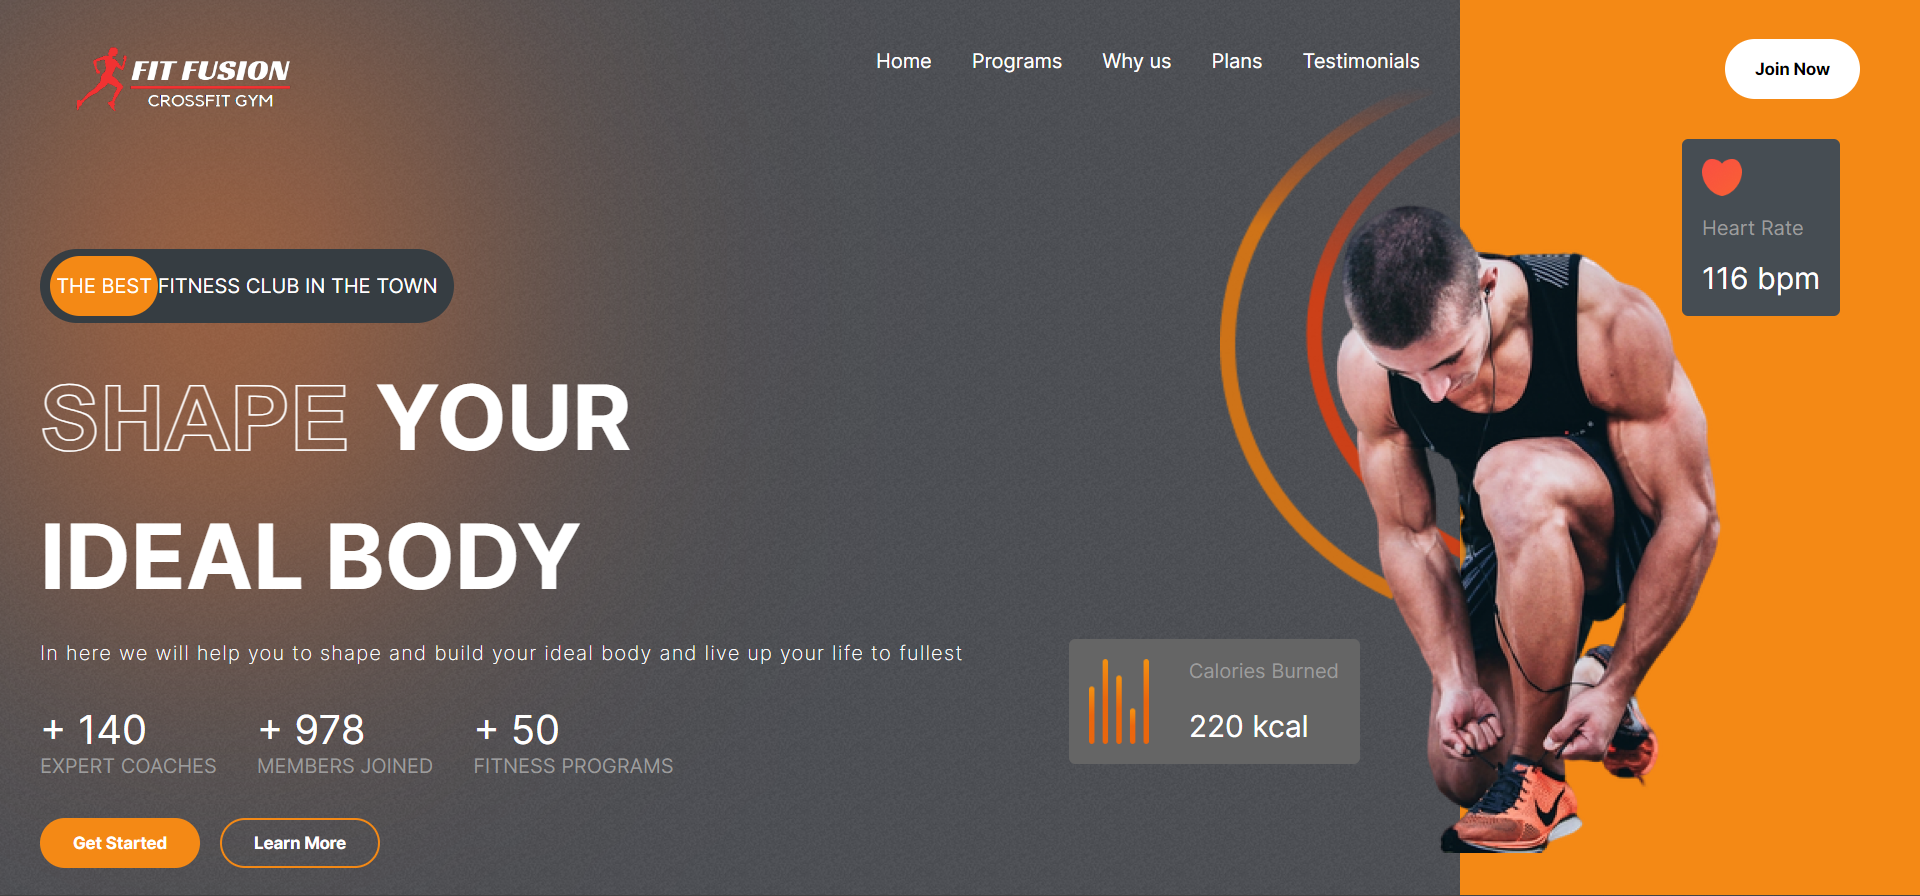 FIT FUSION
CROSSFIT GYM
Home Programs Why us Plans Testimonials
Join Now
Heart Rate
116 bpm
THE BEST FITNESS CLUB IN THE TOWN
SHAPE YOUR
IDEAL BODY
In here we will help you to shape and build your ideal body and live up your life to fullest
Calories Burned
220 kcal
+ 140 + 978 + 50
EXPERT COACHES MEMBERS JOINED FITNESS PROGRAMS
Get Started Learn More